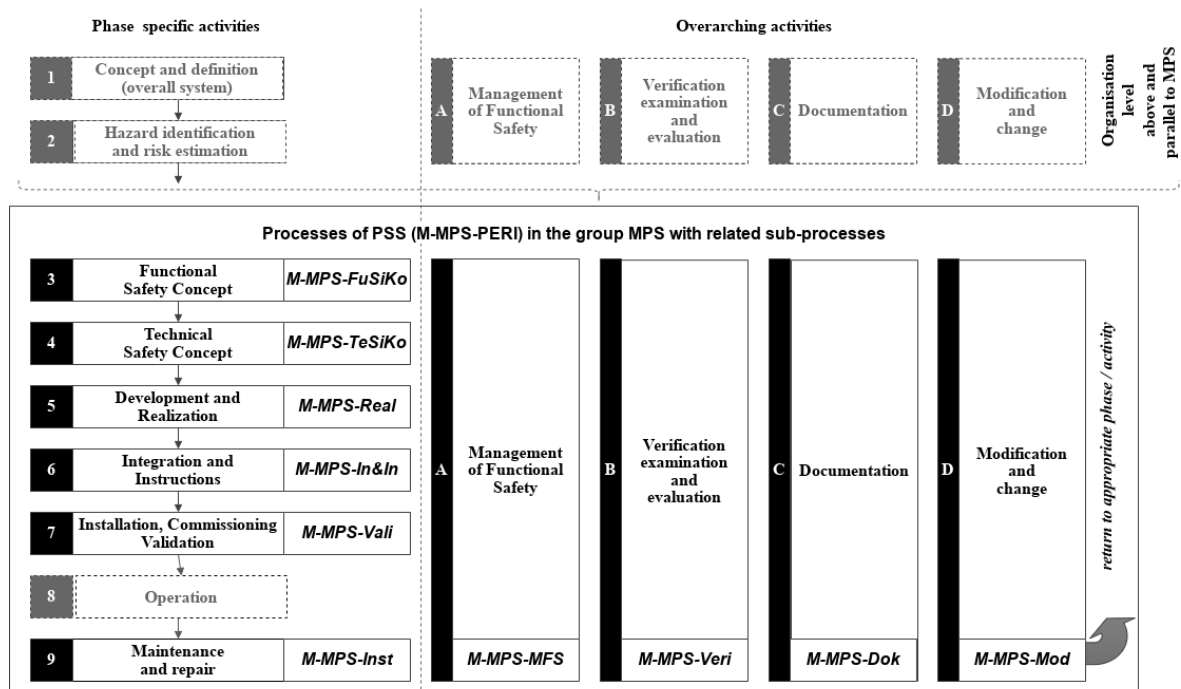 Phase specific activities
Overarching activities
1
Concept and definition
(overall system)
2
Hazard identification
and risk estimation
A
Management
of Functional
Safety
B
Verification
examination
and
evaluation
C
Documentation
D
Modification
and
change
Organisation
level
above and
parallel to MPS
Processes of PSS (M-MPS-PERI) in the group MPS with related sub-processes
3
Functional
Safety Concept
M-MPS-FuSiKo
4
Technical
Safety Concept
M-MPS-TeSiKo
5
Development and
Realization
M-MPS-Real
6
Integration and
Instructions
M-MPS-In&In
7
Installation, Commissioning
Validation
M-MPS-Vali
8
Operation
9
Maintenance
and repair
M-MPS-Inst
A
Management
of Functional
Safety
M-MPS-MFS
B
Verification
examination
and
evaluation
M-MPS-Veri
C
Documentation
M-MPS-Dok
D
Modification
and
change
M-MPS-Mod
return to appropriate phase / activity